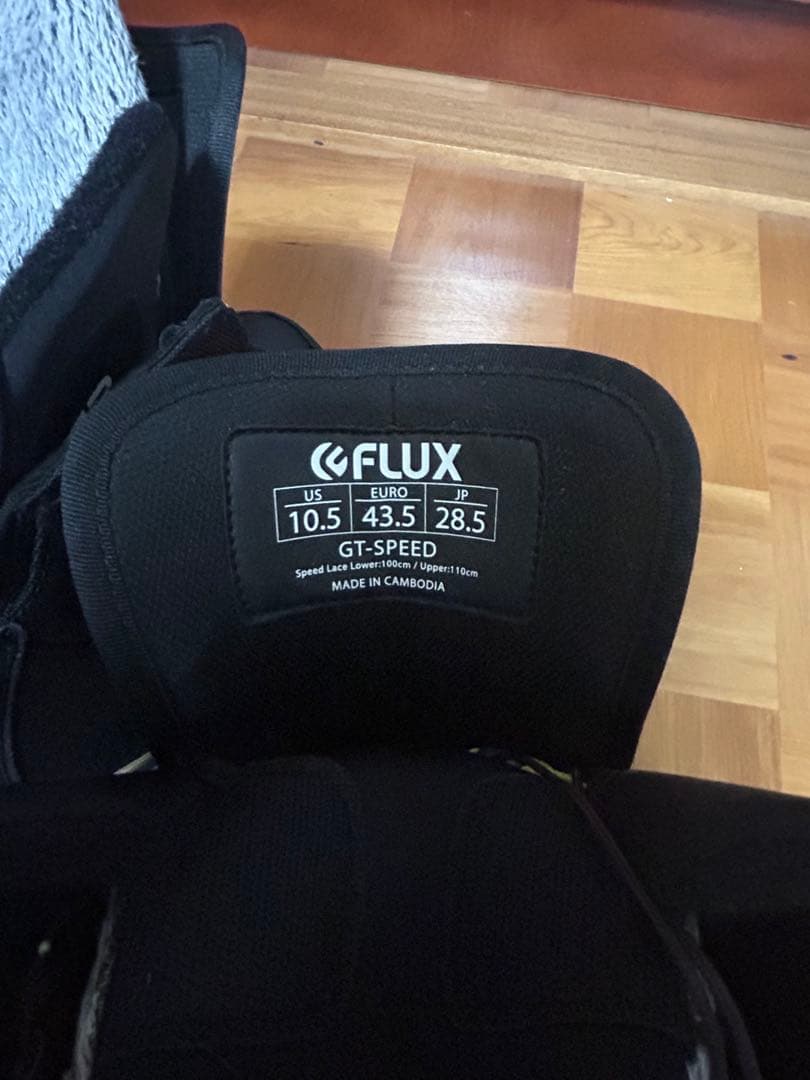 FLUX
US EURO JP
10.5 43.5 28.5
GT-SPEED
Speed Lace Lower:100cm / Upper:110cm
MADE IN CAMBODIA